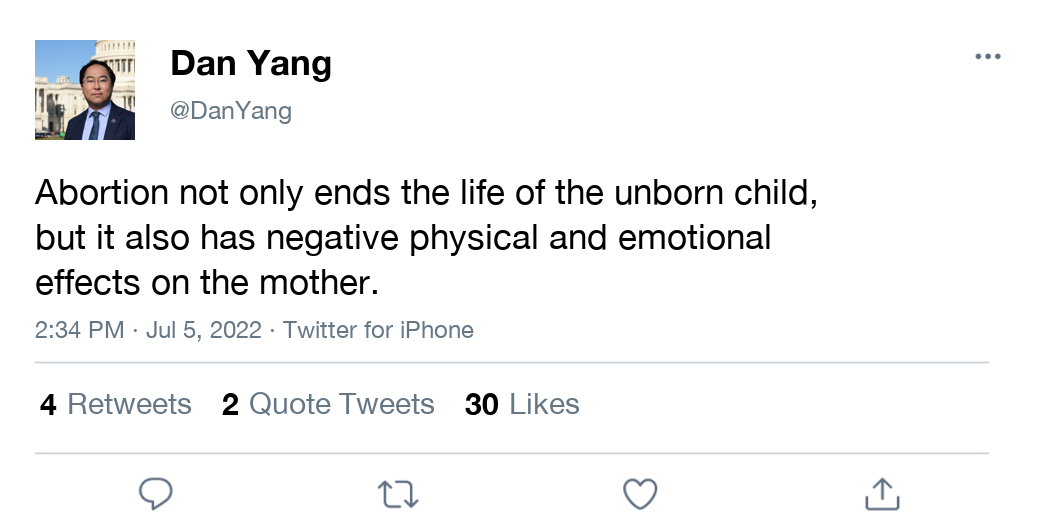 Dan Yang
@DanYang
Abortion not only ends the life of the unborn child,
but it also has negative physical and emotional
effects on the mother.
2:34 PM · Jul 5, 2022 · Twitter for iPhone
4 Retweets 2 Quote Tweets 30 Likes